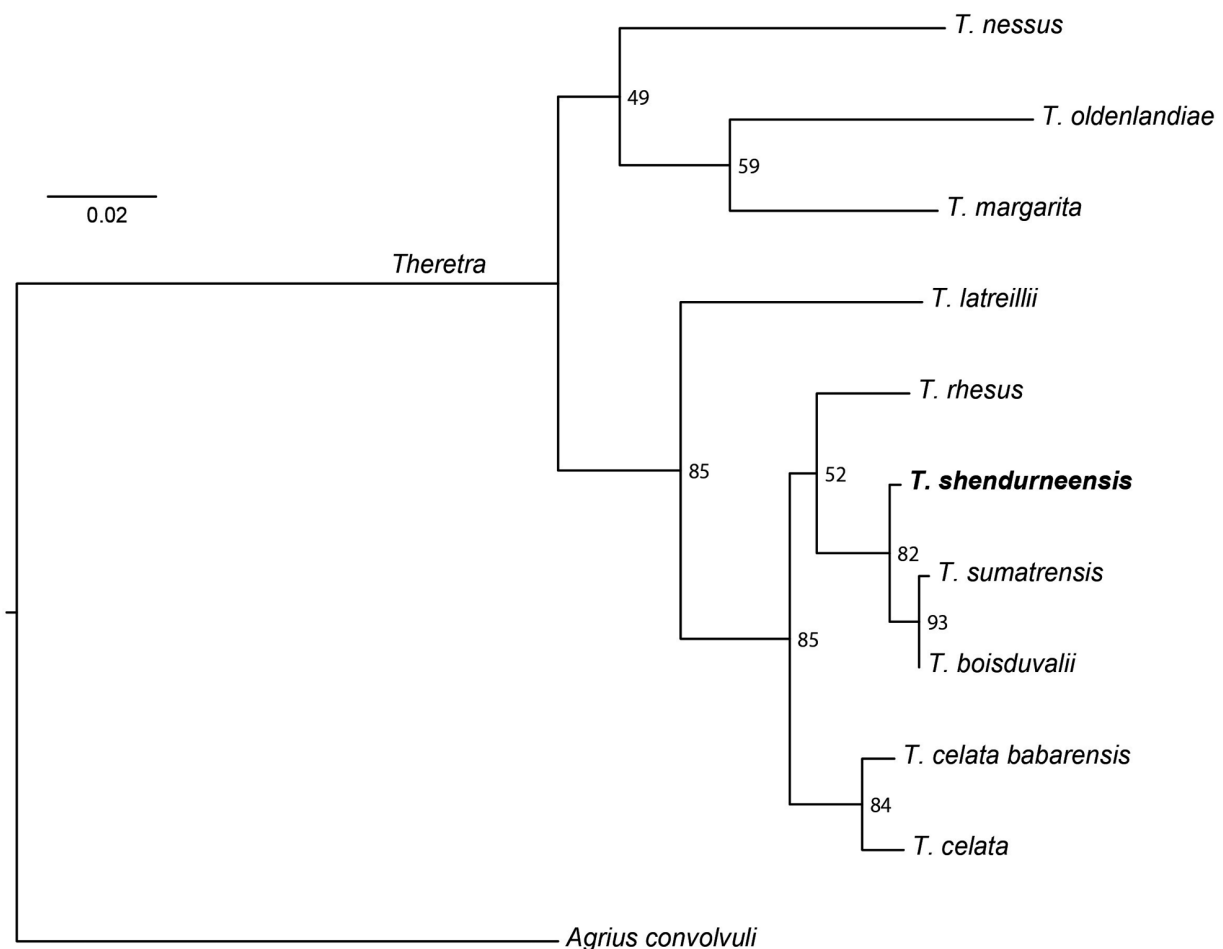 T. nessus
49
T. oldenlandiae
59
0.02
T. margarita
Theretra
T. latreillii
T. rhesus
85
52
T. shendurneensis
82
T. sumatrensis
93
85
T. boisduvalii
T. celata babarensis
84
T. celata
Agrius convolvuli